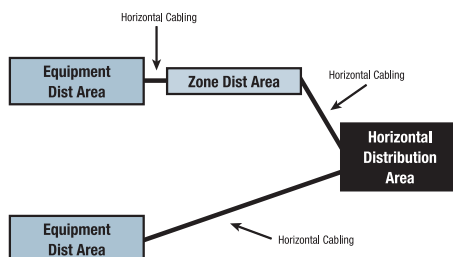 Horizontal Cabling
Equipment
Dist Area
Zone Dist Area
Horizontal Cabling
Horizontal
Distribution
Area
Equipment
Dist Area
Horizontal Cabling